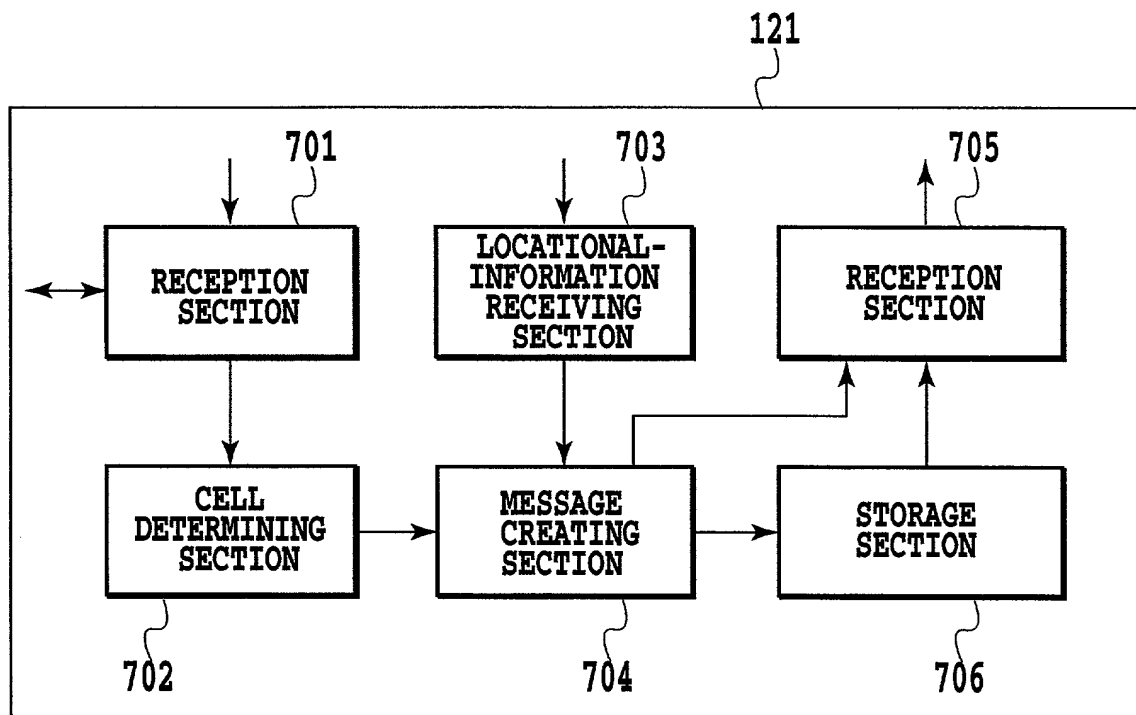 121
701
703
705
RECEPTION
SECTION
LOCATIONAL-
INFORMATION
RECEIVING
SECTION
RECEPTION
SECTION
CELL
DETERMINING
SECTION
MESSAGE
CREATING
SECTION
STORAGE
SECTION
702
704
706